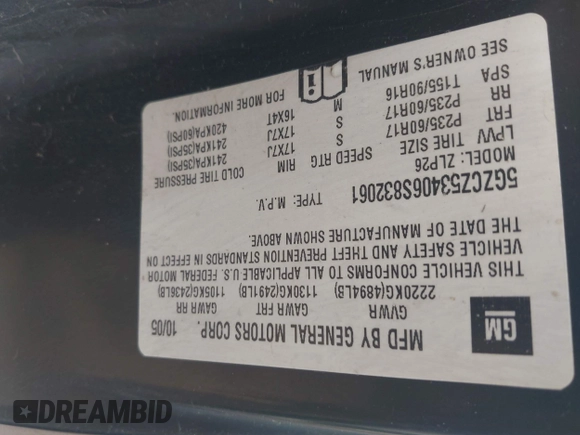 GM
MFD BY GENERAL MOTORS CORP. 10/05
GVWR GAWR FRT GAWR RR
2220KG(4894LB) 1130KG(2491LB) 1105KG(2436LB)
THIS VEHICLE CONFORMS TO ALL APPLICABLE U.S. FEDERAL MOTOR
VEHICLE SAFETY AND THEFT PREVENTION STANDARDS IN EFFECT ON
THE DATE OF MANUFACTURE SHOWN ABOVE.
5GZCZ53406S832061 TYPE: M.P.V.
MODEL: ZLP26
LPVV TIRE SIZE SPEED RTG RIM COLD TIRE PRESSURE
FRT P235/60R17 S 17X7J 241KPA(35PSI)
RR P235/60R17 S 17X7J 241KPA(35PSI)
SPA T155/90R16 M 16X4T 420KPA(60PSI)
SEE OWNER'S MANUAL FOR MORE INFORMATION.
DREAMBID